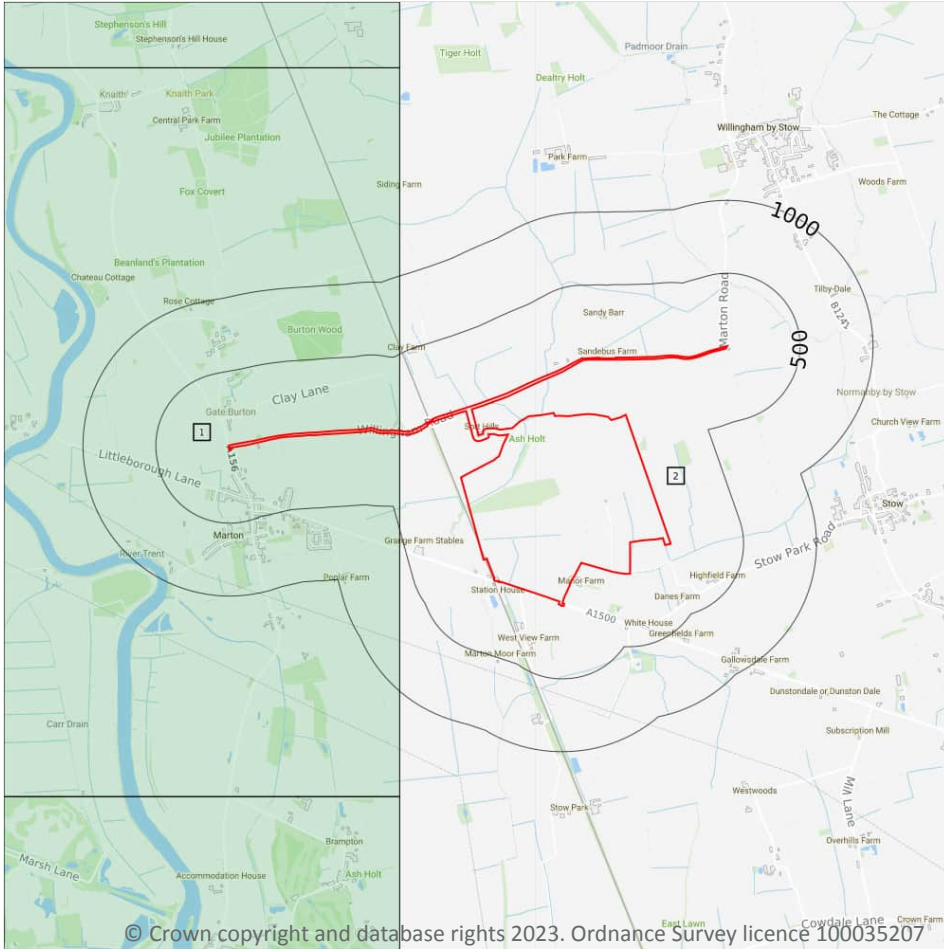 Stephenson's Hill
Stephenson's Hill House
Tiger Holt
Padmoor Drain
Dealtry Holt
Knaith
Knaith Park
Central Park Farm
The Cottage
Willingham by Stow
Jubilee Plantation
Park Farm
Siding Farm
Woods Farm
Fox Covert
1000
Beanland's Plantation
Chateau Cottage
Tilby Dale
Rose Cottage
B1241
Sandy Barr
Marton Road
Burton Wood
Clay Farm
Sandebus Farm
500
Clay Lane
Normanby by Stow
Gate Burton
Willingham Road
Church View Farm
1
Ash Holt
Littleborough Lane
2
Stow
Marton
Grange Farm Stables
Stow Park Road
River Trent
Poplar Farm
Station House
Manor Farm
Highfield Farm
Danes Farm
A1500
White House
Greenfields Farm
West View Farm
Marton Moor Farm
Gallowsdale Farm
Dunstondale or Dunston Dale
Carr Drain
Subscription Mill
Westwoods
Mill Lane
Stow Park
Brampton
Overhills Farm
Marsh Lane
Accommodation House
Ash Holt
East Lawn
Cowdale Lane
Crown Farm
© Crown copyright and database rights 2023. Ordnance Survey licence 100035207